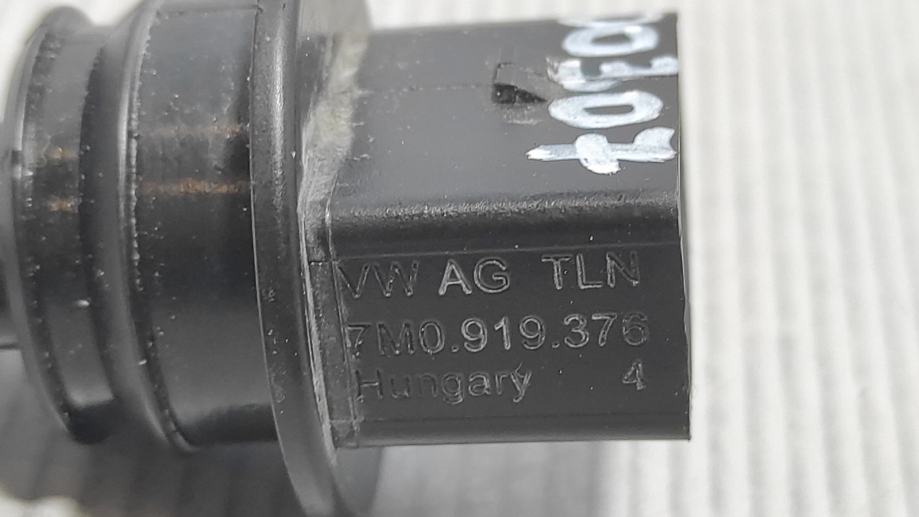 VW AG TLN
7M0.919.376
Hungary 4